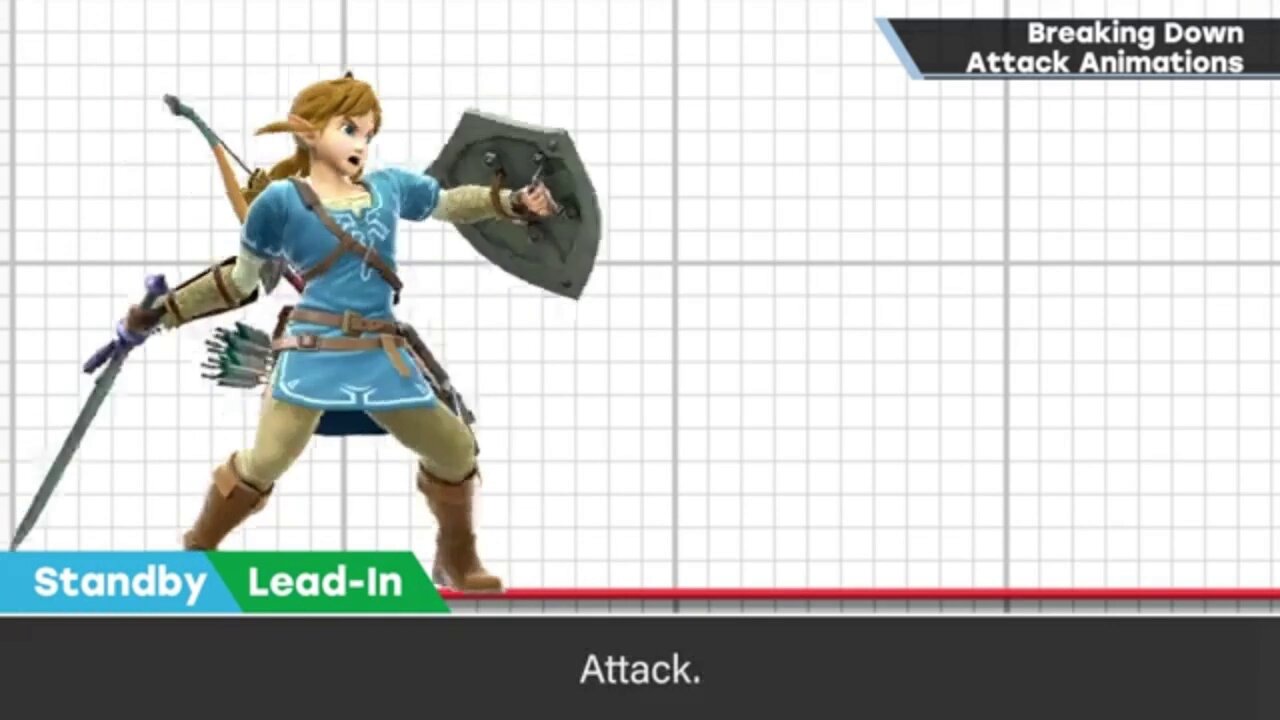 Breaking Down
Attack Animations
Standby
Lead-In
Attack.